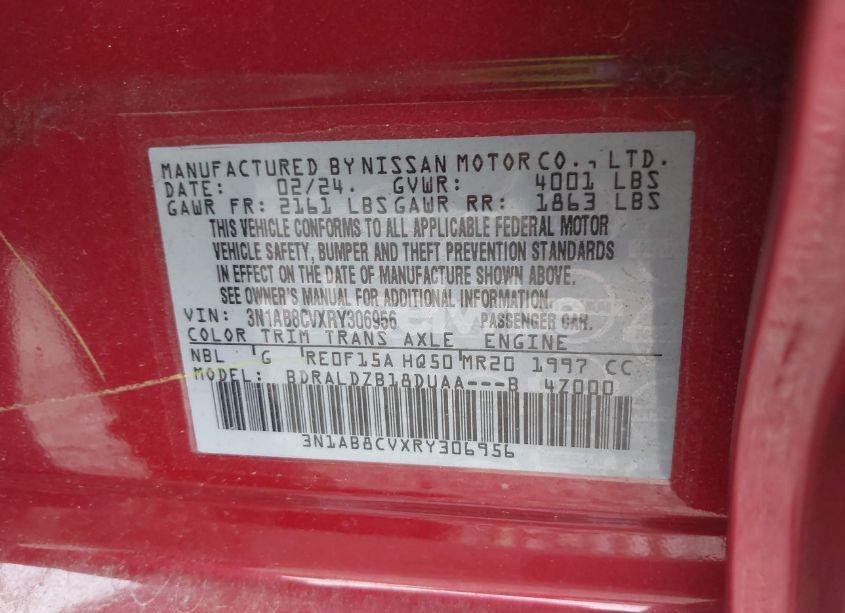 MANUFACTURED BY NISSAN MOTOR CO., LTD.
DATE: 02/24. GVWR: 4001 LBS
GAWR FR: 2161 LBS GAWR RR: 1863 LBS
THIS VEHICLE CONFORMS TO ALL APPLICABLE FEDERAL MOTOR
VEHICLE SAFETY, BUMPER AND THEFT PREVENTION STANDARDS
IN EFFECT ON THE DATE OF MANUFACTURE SHOWN ABOVE.
SEE OWNER'S MANUAL FOR ADDITIONAL INFORMATION.
VIN: 3N1AB8CVXRY306956 PASSENGER CAR.
COLOR TRIM TRANS AXLE ENGINE
NBL G RE0F15A HQ50 MR20 1997 CC
MODEL: BDRALDZB18DUAA---B 4Z000
3N1AB8CVXRY306956